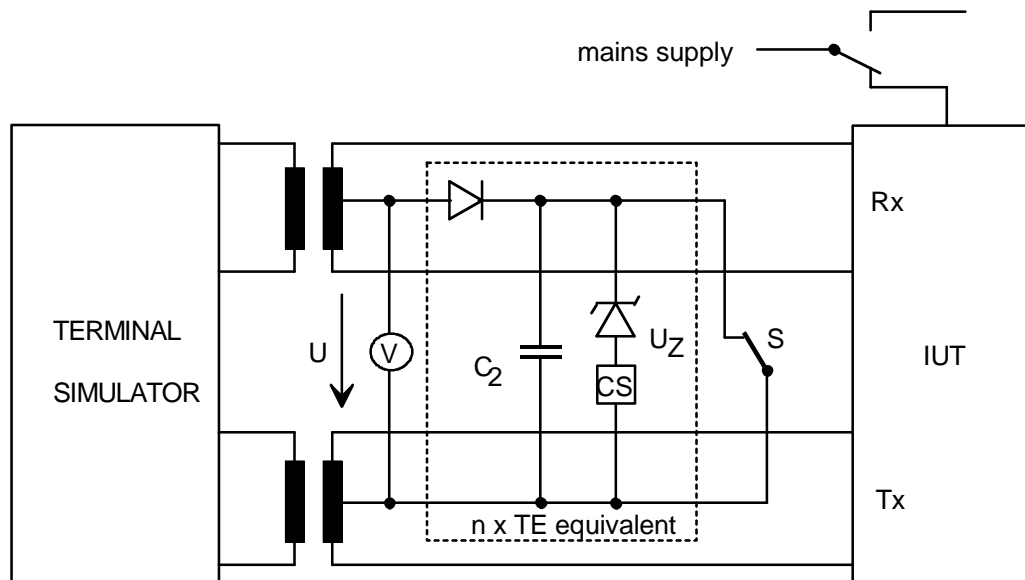 mains supply
Rx
TERMINAL
SIMULATOR
U
V
C2
UZ
CS
S
IUT
Tx
n x TE equivalent